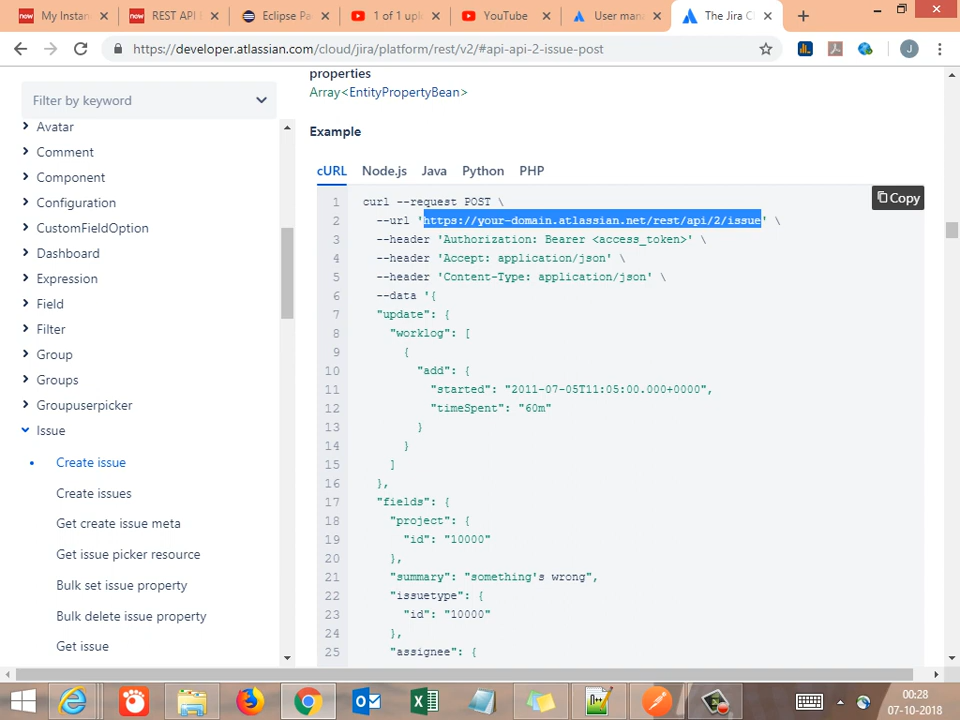 My Instan
REST API E
Eclipse Pa
1 of 1 upl
YouTube
User man
The Jira C
https://developer.atlassian.com/cloud/jira/platform/rest/v2/#api-api-2-issue-post
J
Filter by keyword
Avatar
Comment
Component
Configuration
CustomFieldOption
Dashboard
Expression
Field
Filter
Group
Groups
Groupuserpicker
Issue
Create issue
Create issues
Get create issue meta
Get issue picker resource
Bulk set issue property
Bulk delete issue property
Get issue
properties
Array<EntityPropertyBean>
Example
cURL Node.js Java Python PHP
Copy
1 curl --request POST \
2 --url 'https://your-domain.atlassian.net/rest/api/2/issue' \
3 --header 'Authorization: Bearer <access_token>' \
4 --header 'Accept: application/json' \
5 --header 'Content-Type: application/json' \
6 --data '{
7 "update": {
8 "worklog": [
9 {
10 "add": {
11 "started": "2011-07-05T11:05:00.000+0000",
12 "timeSpent": "60m"
13 }
14 }
15 ]
16 },
17 "fields": {
18 "project": {
19 "id": "10000"
20 },
21 "summary": "something's wrong",
22 "issuetype": {
23 "id": "10000"
24 },
25 "assignee": {
00:28
07-10-2018